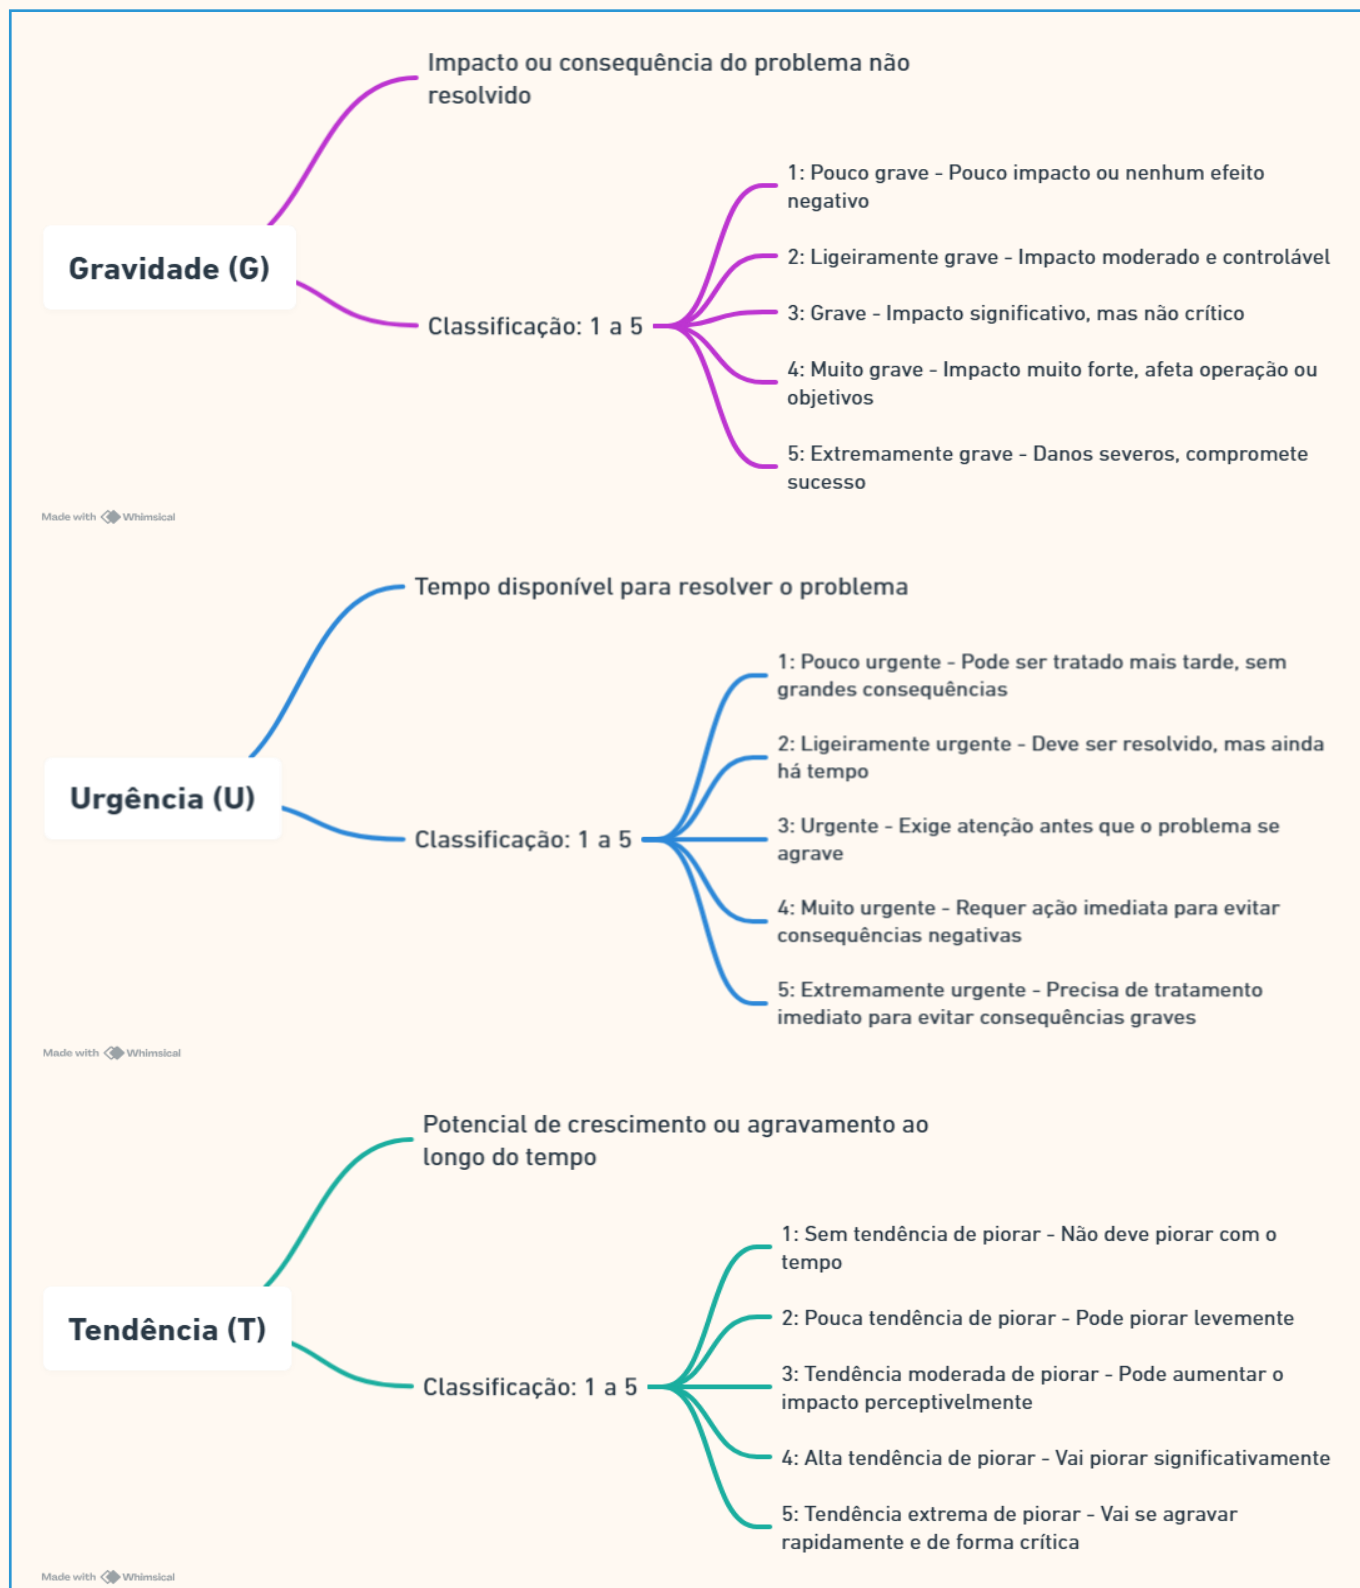 Impacto ou consequência do problema não
resolvido
Gravidade (G)
Classificação: 1 a 5
1: Pouco grave - Pouco impacto ou nenhum efeito
negativo
2: Ligeiramente grave - Impacto moderado e controlável
3: Grave - Impacto significativo, mas não crítico
4: Muito grave - Impacto muito forte, afeta operação ou
objetivos
5: Extremamente grave - Danos severos, compromete
sucesso
Made with Whimsical
Tempo disponível para resolver o problema
Urgência (U)
Classificação: 1 a 5
1: Pouco urgente - Pode ser tratado mais tarde, sem
grandes consequências
2: Ligeiramente urgente - Deve ser resolvido, mas ainda
há tempo
3: Urgente - Exige atenção antes que o problema se
agrave
4: Muito urgente - Requer ação imediata para evitar
consequências negativas
5: Extremamente urgente - Precisa de tratamento
imediato para evitar consequências graves
Made with Whimsical
Potencial de crescimento ou agravamento ao
longo do tempo
Tendência (T)
Classificação: 1 a 5
1: Sem tendência de piorar - Não deve piorar com o
tempo
2: Pouca tendência de piorar - Pode piorar levemente
3: Tendência moderada de piorar - Pode aumentar o
impacto perceptivelmente
4: Alta tendência de piorar - Vai piorar significativamente
5: Tendência extrema de piorar - Vai se agravar
rapidamente e de forma crítica
Made with Whimsical